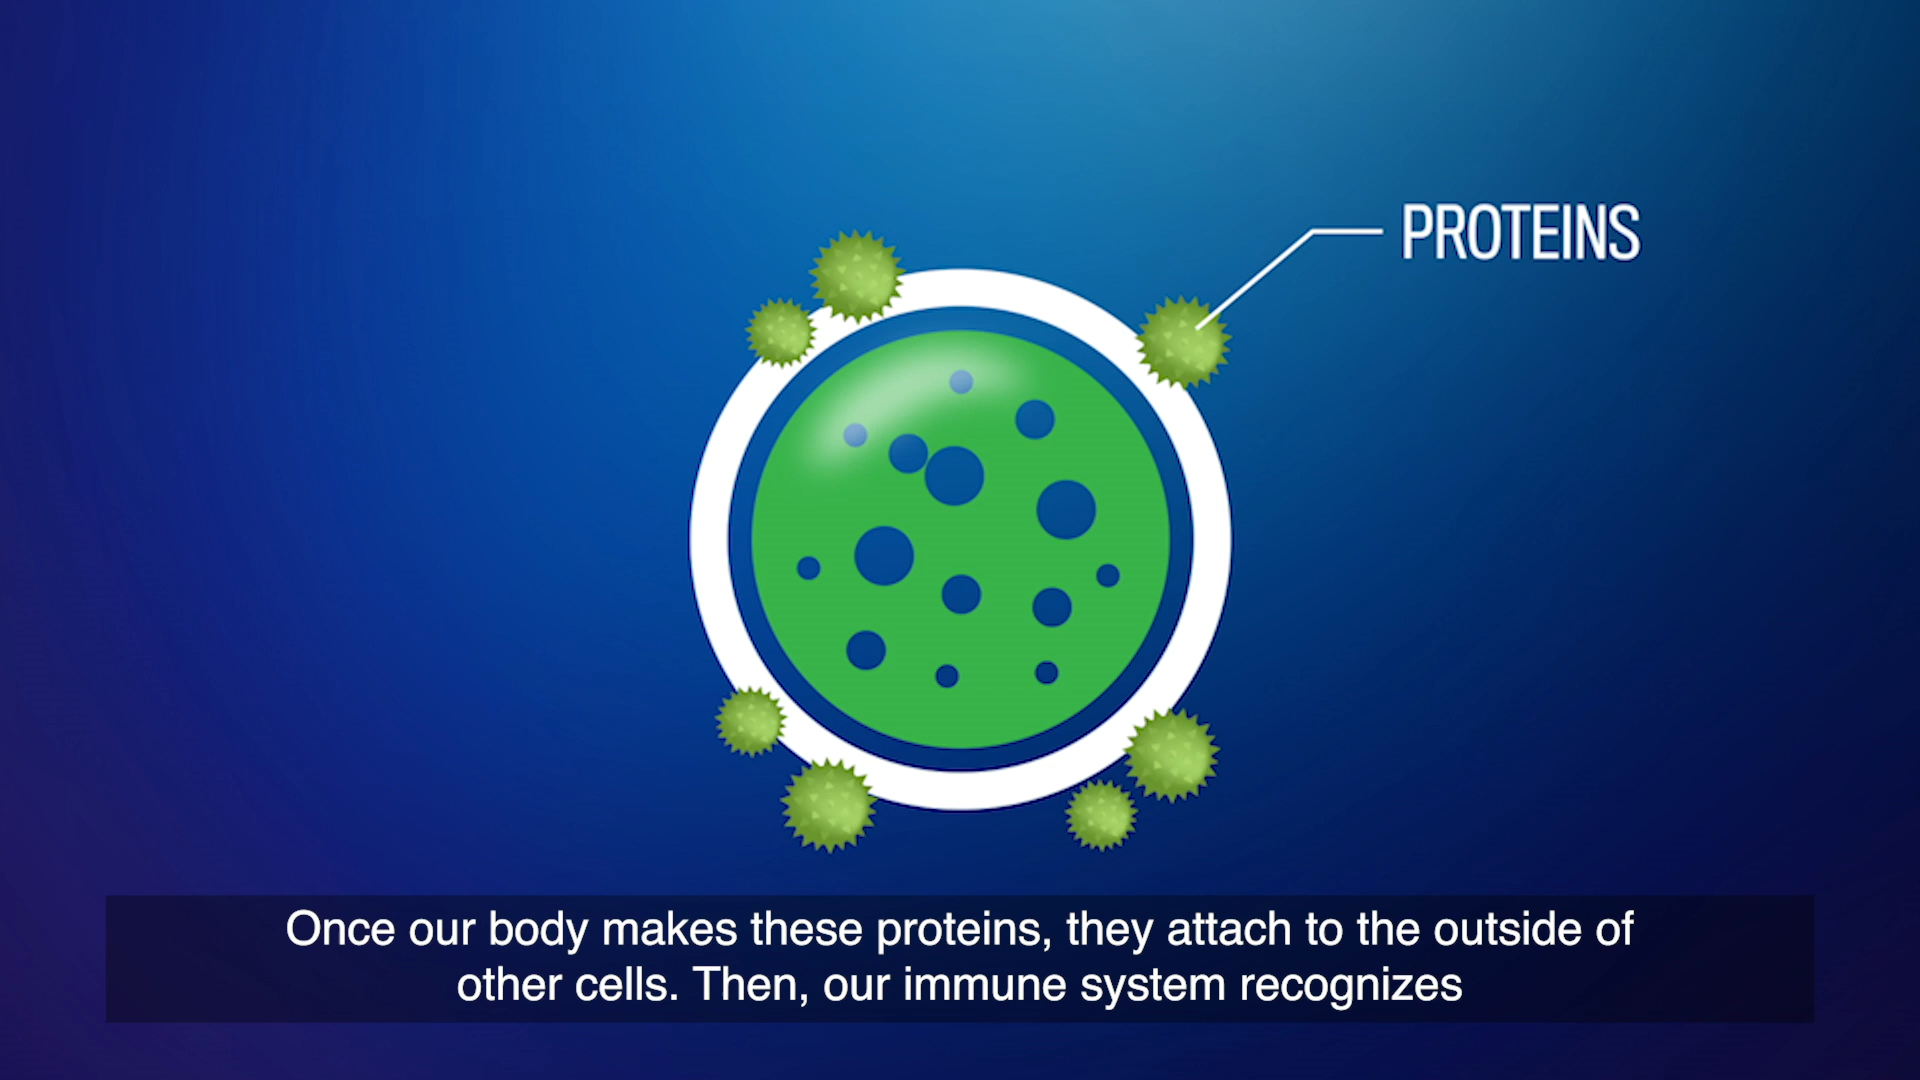 PROTEINS
Once our body makes these proteins, they attach to the outside of
other cells. Then, our immune system recognizes